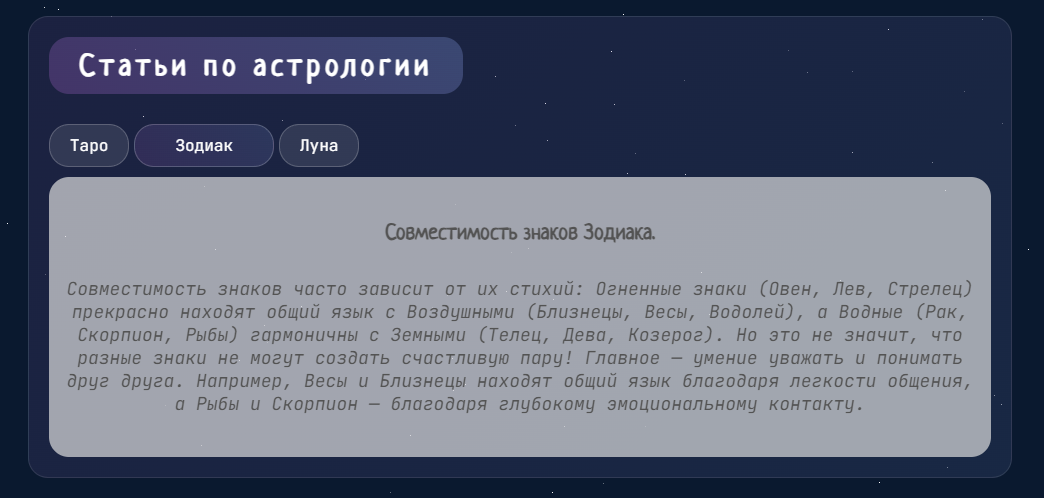 Статьи по астрологии
Таро Зодиак Луна
Совместимость знаков Зодиака.
Совместимость знаков часто зависит от их стихий: Огненные знаки (Овен, Лев, Стрелец)
прекрасно находят общий язык с Воздушными (Близнецы, Весы, Водолей), а Водные (Рак,
Скорпион, Рыбы) гармоничны с Земными (Телец, Дева, Козерог). Но это не значит, что
разные знаки не могут создать счастливую пару! Главное — умение уважать и понимать
друг друга. Например, Весы и Близнецы находят общий язык благодаря легкости общения,
а Рыбы и Скорпион — благодаря глубокому эмоциональному контакту.